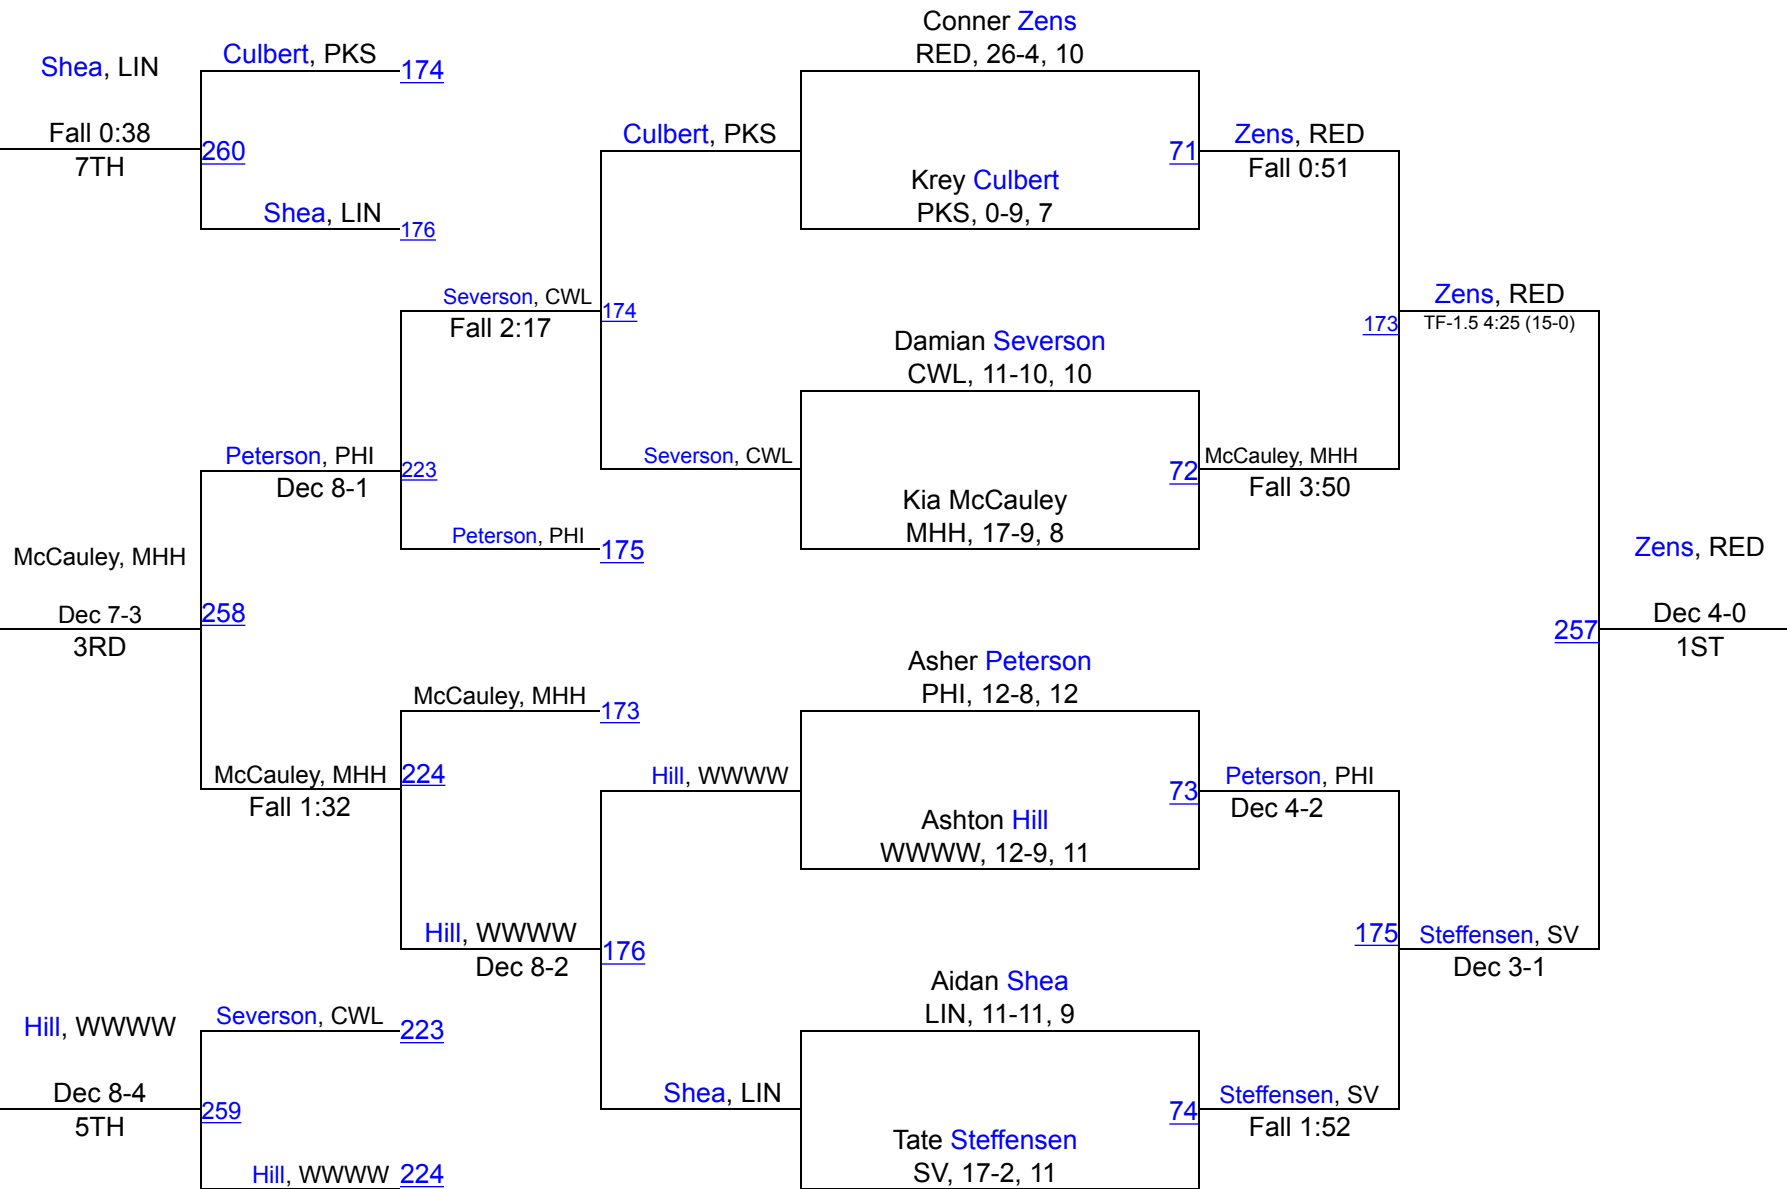 Conner Zens
RED, 26-4, 10
Shea, LIN
Culbert, PKS
174
Fall 0:38
260
7TH
Culbert, PKS
71
Zens, RED
Fall 0:51
Krey Culbert
PKS, 0-9, 7
Shea, LIN
176
Severson, CWL
174
Fall 2:17
Zens, RED
173
TF-1.5 4:25 (15-0)
Damian Severson
CWL, 11-10, 10
Peterson, PHI
223
Dec 8-1
Severson, CWL
72
McCauley, MHH
Fall 3:50
Kia McCauley
MHH, 17-9, 8
Peterson, PHI
175
McCauley, MHH
Zens, RED
Dec 7-3
258
3RD
257
Dec 4-0
1ST
Asher Peterson
PHI, 12-8, 12
McCauley, MHH
173
McCauley, MHH
224
Fall 1:32
Hill, WWWW
73
Peterson, PHI
Dec 4-2
Ashton Hill
WWWW, 12-9, 11
Hill, WWWW
176
Dec 8-2
175
Steffensen, SV
Dec 3-1
Aidan Shea
LIN, 11-11, 9
Hill, WWWW
Severson, CWL
223
Dec 8-4
259
5TH
Shea, LIN
74
Steffensen, SV
Fall 1:52
Tate Steffensen
SV, 17-2, 11
Hill, WWWW
224